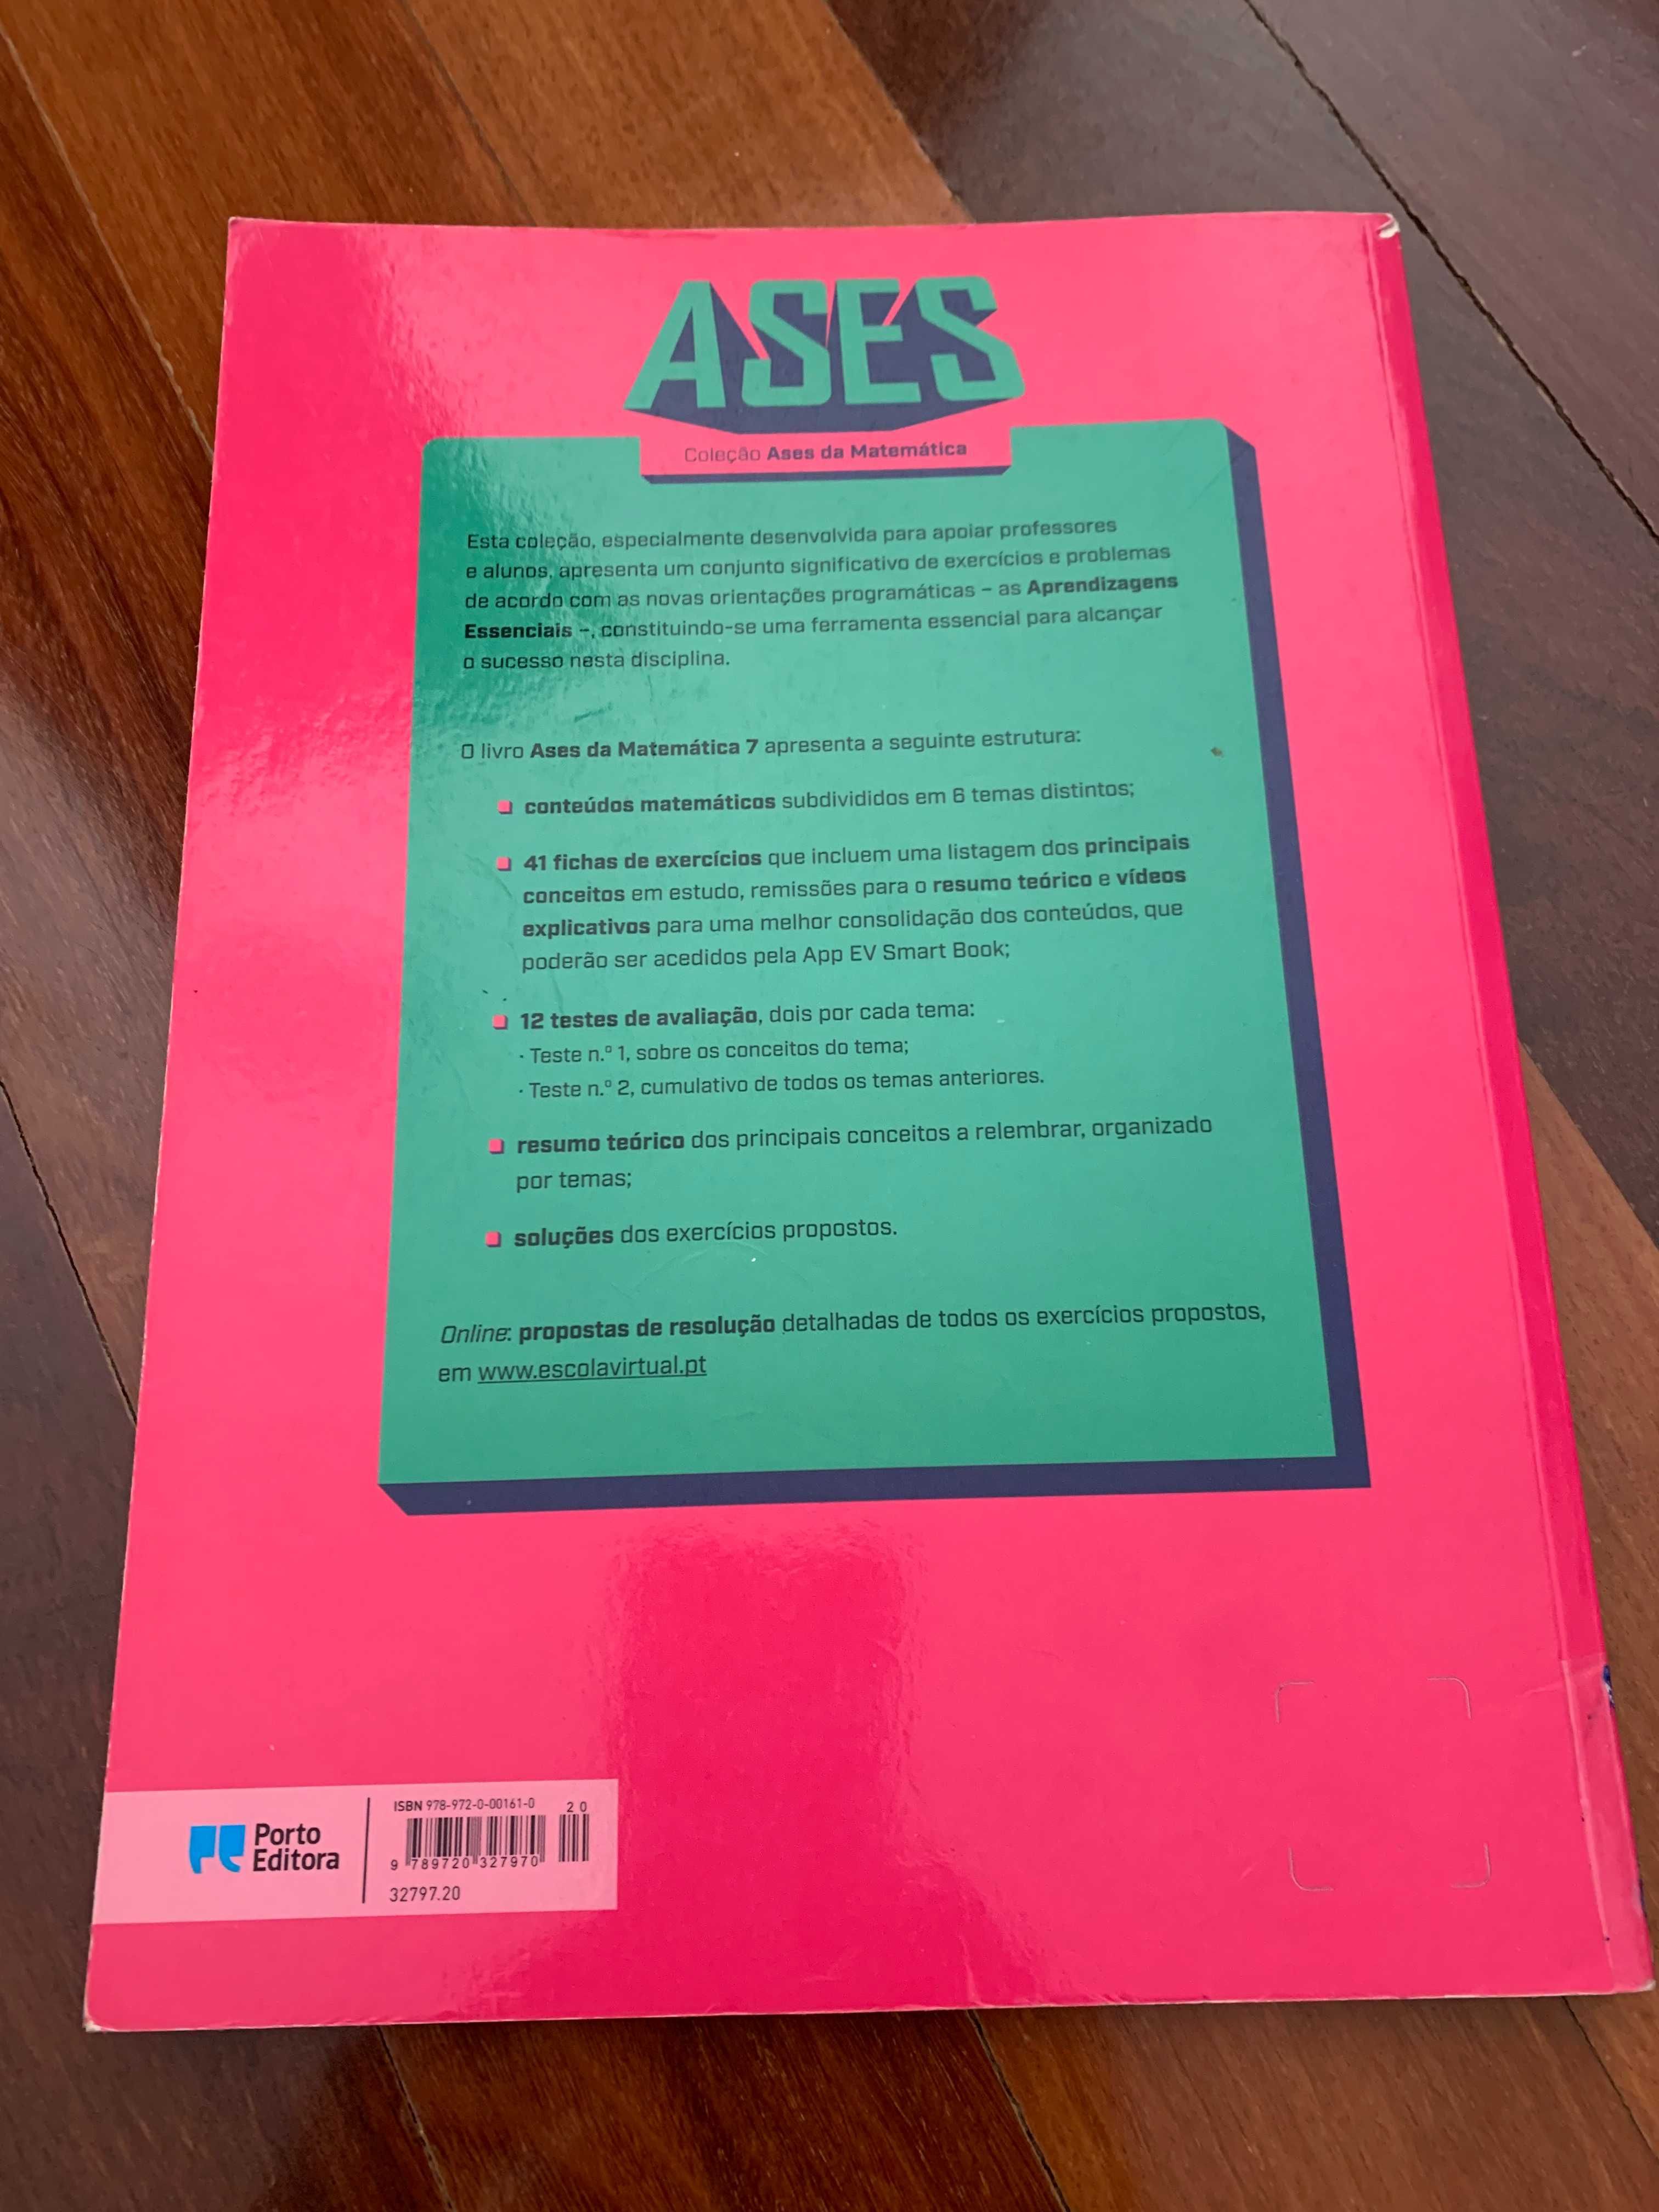 ASES
Coleção Ases da Matemática
Esta coleção, especialmente desenvolvida para apoiar professores
e alunos, apresenta um conjunto significativo de exercícios e problemas
de acordo com as novas orientações programáticas – as Aprendizagens
Essenciais –, constituindo-se uma ferramenta essencial para alcançar
o sucesso nesta disciplina.
O livro Ases da Matemática 7 apresenta a seguinte estrutura:
conteúdos matemáticos subdivididos em 6 temas distintos;
41 fichas de exercícios que incluem uma listagem dos principais
conceitos em estudo, remissões para o resumo teórico e vídeos
explicativos para uma melhor consolidação dos conteúdos, que
poderão ser acedidos pela App EV Smart Book;
12 testes de avaliação, dois por cada tema:
· Teste n.º 1, sobre os conceitos do tema;
· Teste n.º 2, cumulativo de todos os temas anteriores.
resumo teórico dos principais conceitos a relembrar, organizado
por temas;
soluções dos exercícios propostos.
Online: propostas de resolução detalhadas de todos os exercícios propostos,
em www.escolavirtual.pt
Porto
Editora
ISBN 978-972-0-00161-0
20
9 789720 327970
32797.20